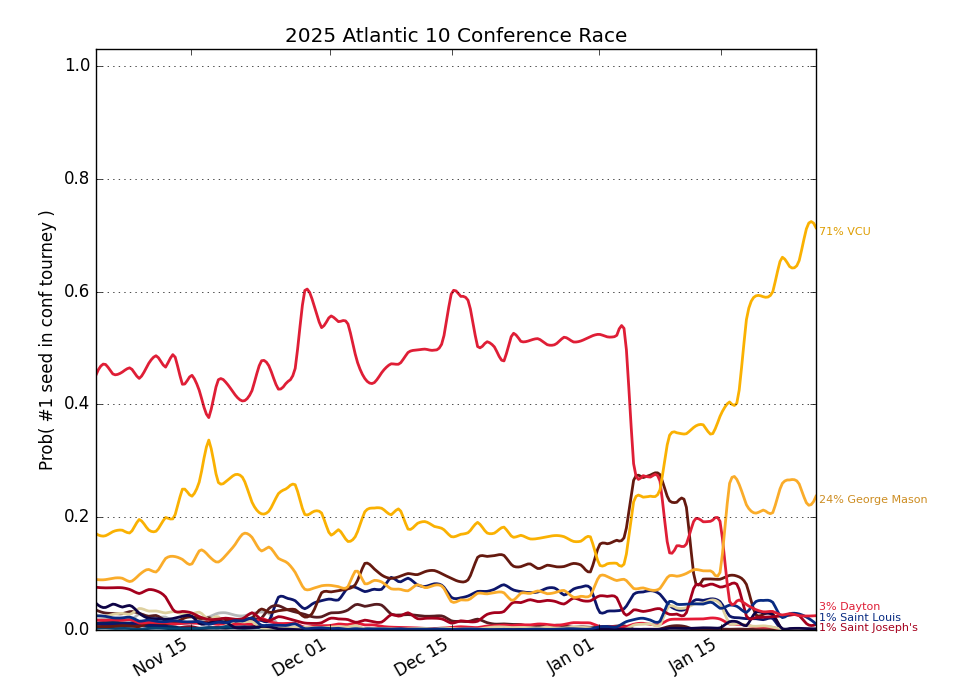 2025 Atlantic 10 Conference Race
Prob( #1 seed in conf tourney )
1.0
0.8
0.6
0.4
0.2
0.0
Nov 15
Dec 01
Dec 15
Jan 01
Jan 15
71% VCU
24% George Mason
3% Dayton
1% Saint Louis
1% Saint Joseph's